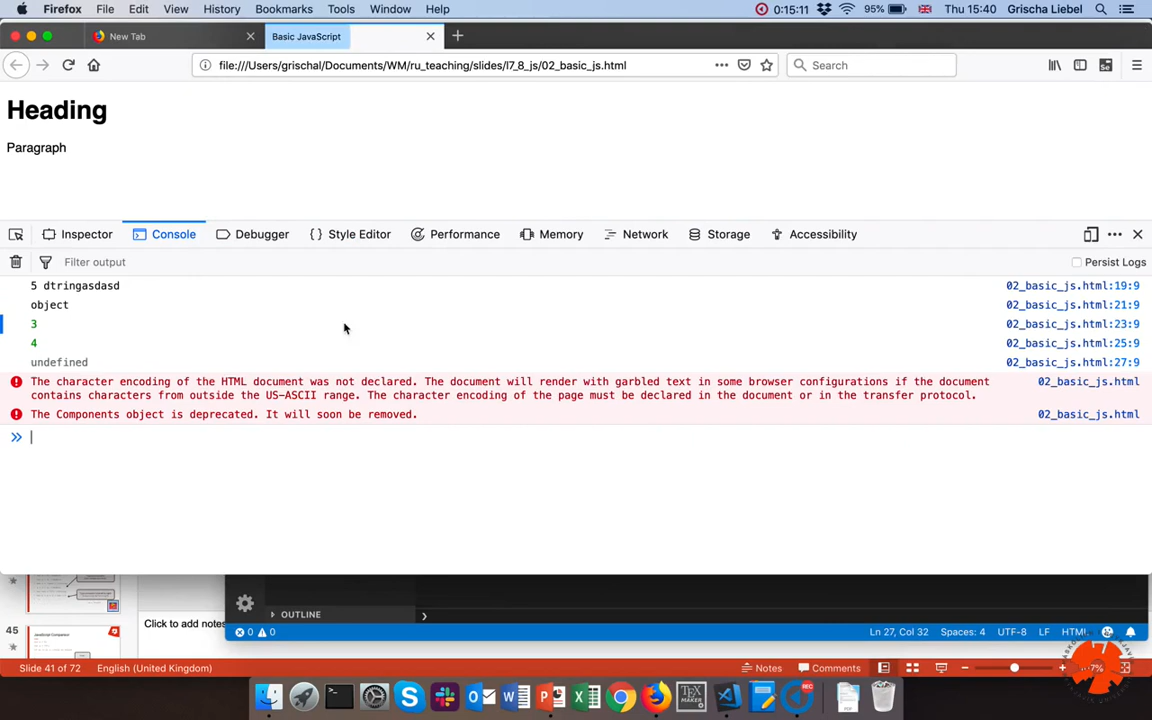 Firefox File Edit View History Bookmarks Tools Window Help 0:15:11 95% Thu 15:40 Grischa Liebel
New Tab Basic JavaScript
file:///Users/grischal/Documents/WM/ru_teaching/slides/l7_8_js/02_basic_js.html Search
Heading
Paragraph
Inspector Console Debugger Style Editor Performance Memory Network Storage Accessibility
Filter output Persist Logs
5 dtringasdasd 02_basic_js.html:19:9
object 02_basic_js.html:21:9
3 02_basic_js.html:23:9
4 02_basic_js.html:25:9
undefined 02_basic_js.html:27:9
The character encoding of the HTML document was not declared. The document will render with garbled text in some browser configurations if the document 02_basic_js.html
contains characters from outside the US-ASCII range. The character encoding of the page must be declared in the document or in the transfer protocol.
The Components object is deprecated. It will soon be removed. 02_basic_js.html
OUTLINE
Click to add notes
45 JavaScript Comparison
0 0 Ln 27, Col 32 Spaces: 4 UTF-8 LF HTML
Slide 41 of 72 English (United Kingdom) Notes Comments
REC